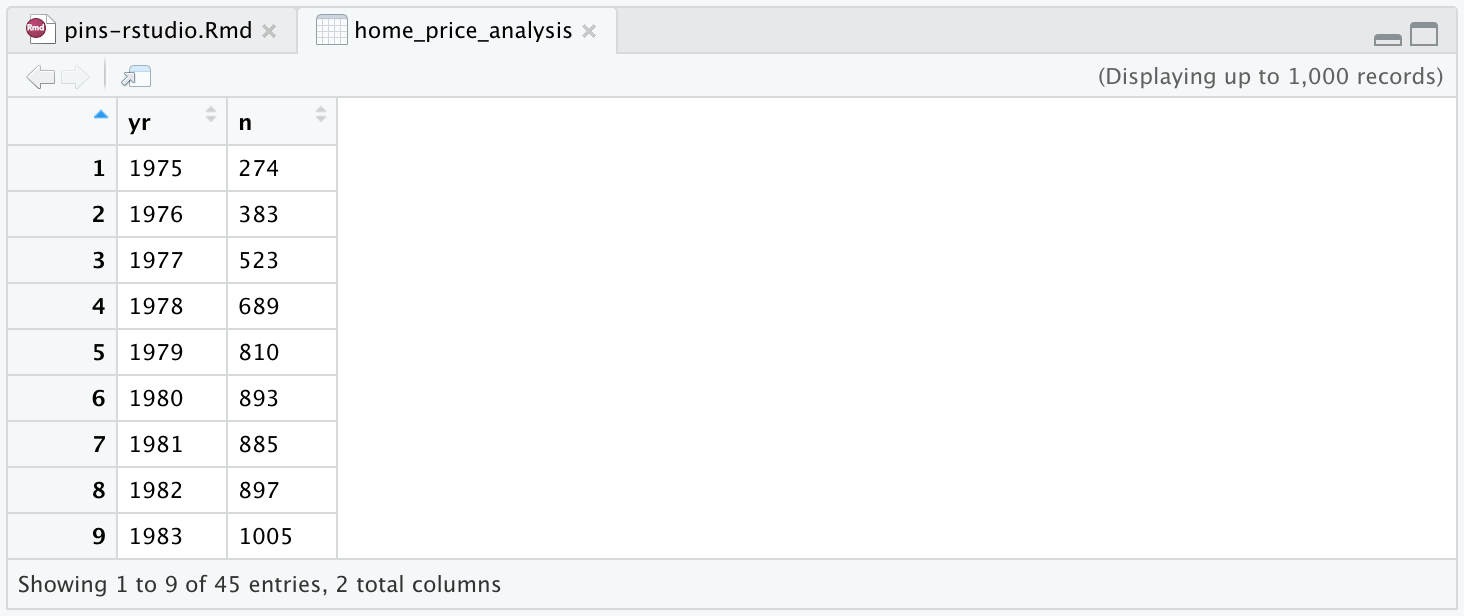 pins-rstudio.Rmd home_price_analysis
(Displaying up to 1,000 records)
yr n
1 1975 274
2 1976 383
3 1977 523
4 1978 689
5 1979 810
6 1980 893
7 1981 885
8 1982 897
9 1983 1005
Showing 1 to 9 of 45 entries, 2 total columns